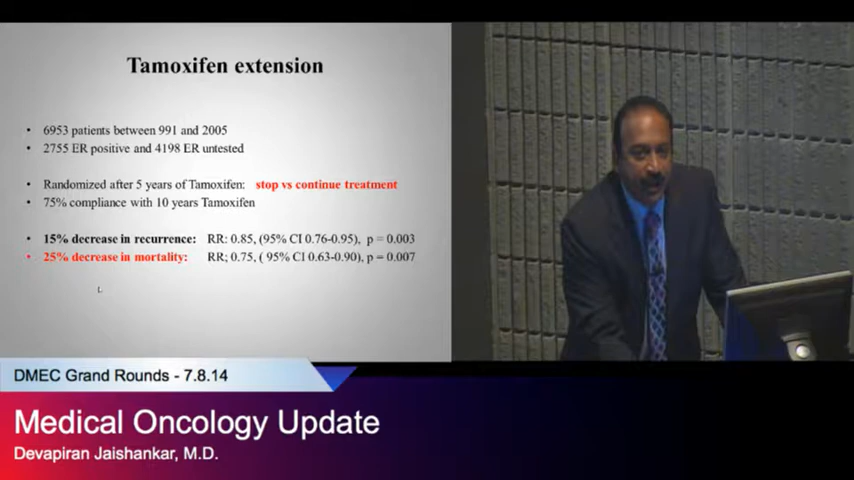 Tamoxifen extension
• 6953 patients between 991 and 2005
• 2755 ER positive and 4198 ER untested
• Randomized after 5 years of Tamoxifen: stop vs continue treatment
• 75% compliance with 10 years Tamoxifen
• 15% decrease in recurrence: RR: 0.85, (95% CI 0.76-0.95), p = 0.003
• 25% decrease in mortality: RR; 0.75, ( 95% CI 0.63-0.90), p = 0.007
DMEC Grand Rounds - 7.8.14
Medical Oncology Update
Devapiran Jaishankar, M.D.